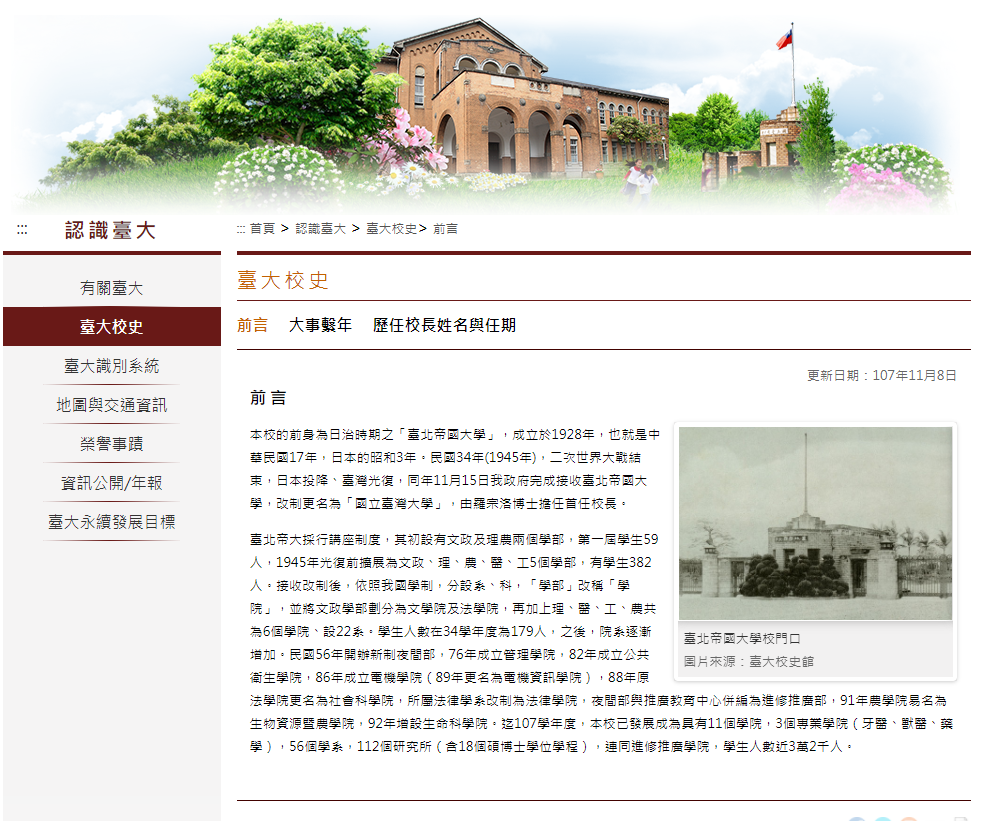 認識臺大
::: 首頁 > 認識臺大 > 臺大校史> 前言
:::
有關臺大
臺大校史
臺大識別系統
地圖與交通資訊
榮譽事蹟
資訊公開/年報
臺大永續發展目標
臺大校史
前言 大事繫年 歷任校長姓名與任期
更新日期：107年11月8日
前言
本校的前身為日治時期之「臺北帝國大學」，成立於1928年，也就是中
華民國17年，日本的昭和3年。民國34年(1945年)，二次世界大戰結
束，日本投降、臺灣光復，同年11月15日我政府完成接收臺北帝國大
學，改制更名為「國立臺灣大學」，由羅宗洛博士擔任首任校長。
臺北帝大採行講座制度，其初設有文政及理農兩個學部，第一屆學生59
人，1945年光復前擴展為文政、理、農、醫、工5個學部，有學生382
人。接收改制後，依照我國學制，分設系、科，「學部」改稱「學
院」，並將文政學部劃分為文學院及法學院，再加上理、醫、工、農共
為6個學院、設22系。學生人數在34學年度為179人，之後，院系逐漸
增加。民國56年開辦新制夜間部，76年成立管理學院，82年成立公共
衛生學院，86年成立電機學院（89年更名為電機資訊學院），88年原
法學院更名為社會科學院，所屬法律學系改制為法律學院，夜間部與推廣教育中心併編為進修推廣部，91年農學院易名為
生物資源暨農學院，92年增設生命科學院。迄107學年度，本校已發展成為具有11個學院，3個專業學院（牙醫、獸醫、藥
學），56個學系，112個研究所（含18個碩博士學位學程），連同進修推廣學院，學生人數近3萬2千人。
臺北帝國大學校門口
圖片來源：臺大校史館